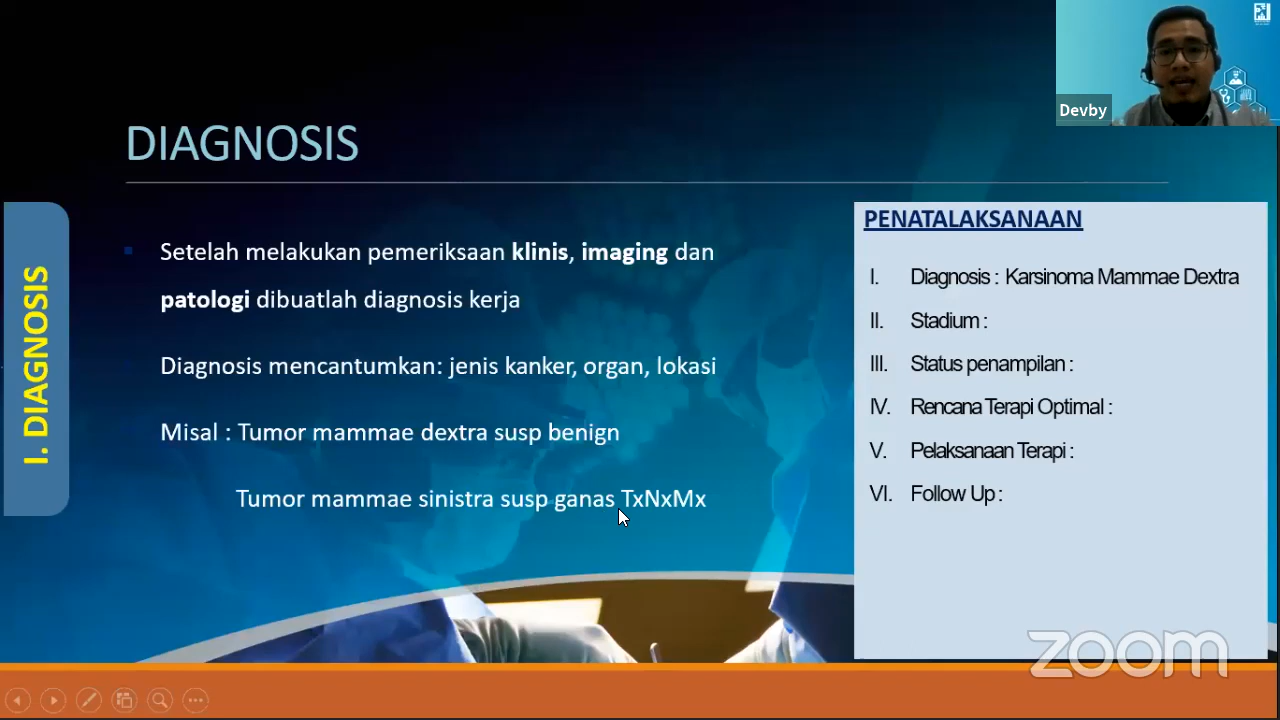 Devby
DIAGNOSIS
I. DIAGNOSIS
Setelah melakukan pemeriksaan klinis, imaging dan
patologi dibuatlah diagnosis kerja
Diagnosis mencantumkan: jenis kanker, organ, lokasi
Misal : Tumor mammae dextra susp benign
Tumor mammae sinistra susp ganas TxNxMx
PENATALAKSANAAN
I. Diagnosis : Karsinoma Mammae Dextra
II. Stadium :
III. Status penampilan :
IV. Rencana Terapi Optimal :
V. Pelaksanaan Terapi :
VI. Follow Up :
zoom